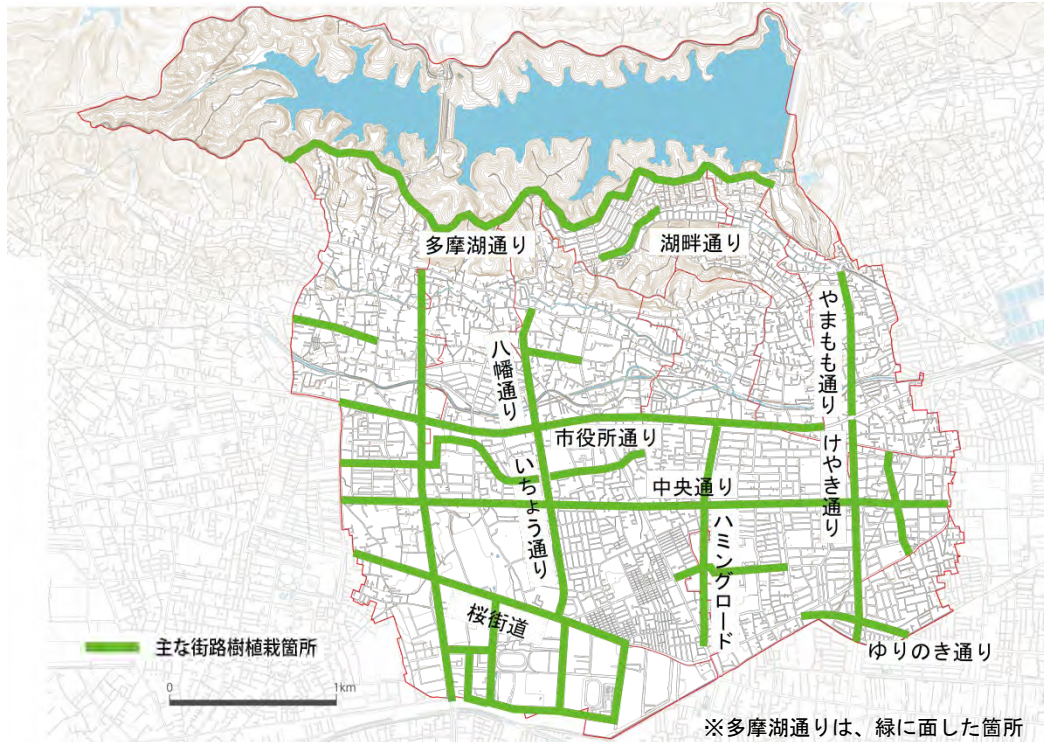 多摩湖通り
湖畔通り
やまもも通り
八幡通り
市役所通り
けやき通り
いちょう通り
中央通り
ハミングロード
桜街道
ゆりのき通り
主な街路樹植栽箇所
0
1km
※多摩湖通りは、緑に面した箇所